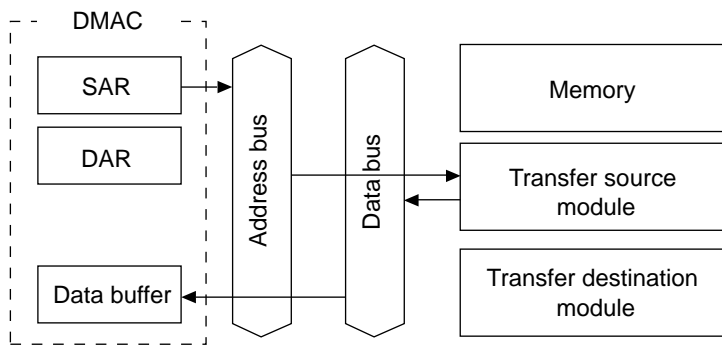 DMAC
SAR
DAR
Data buffer
Address bus
Data bus
Memory
Transfer source
module
Transfer destination
module